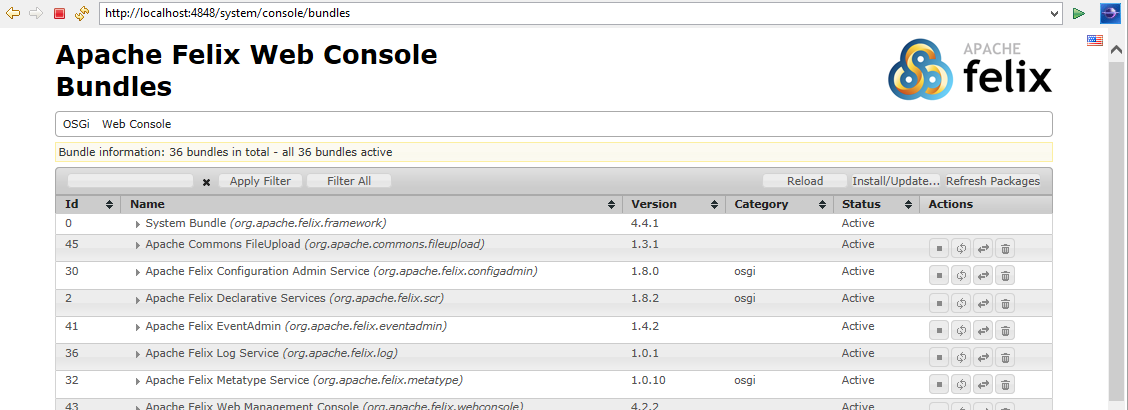 http://localhost:4848/system/console/bundles
Apache Felix Web Console
Bundles
APACHE
felix
OSGi Web Console
Bundle information: 36 bundles in total - all 36 bundles active
Apply Filter Filter All Reload Install/Update... Refresh Packages
Id Name Version Category Status Actions
0 System Bundle (org.apache.felix.framework) 4.4.1 Active
45 Apache Commons FileUpload (org.apache.commons.fileupload) 1.3.1 Active
30 Apache Felix Configuration Admin Service (org.apache.felix.configadmin) 1.8.0 osgi Active
2 Apache Felix Declarative Services (org.apache.felix.scr) 1.8.2 osgi Active
41 Apache Felix EventAdmin (org.apache.felix.eventadmin) 1.4.2 Active
36 Apache Felix Log Service (org.apache.felix.log) 1.0.1 Active
32 Apache Felix Metatype Service (org.apache.felix.metatype) 1.0.10 osgi Active
43 Apache Felix Web Management Console (org.apache.felix.webconsole) 4.2.2 Active